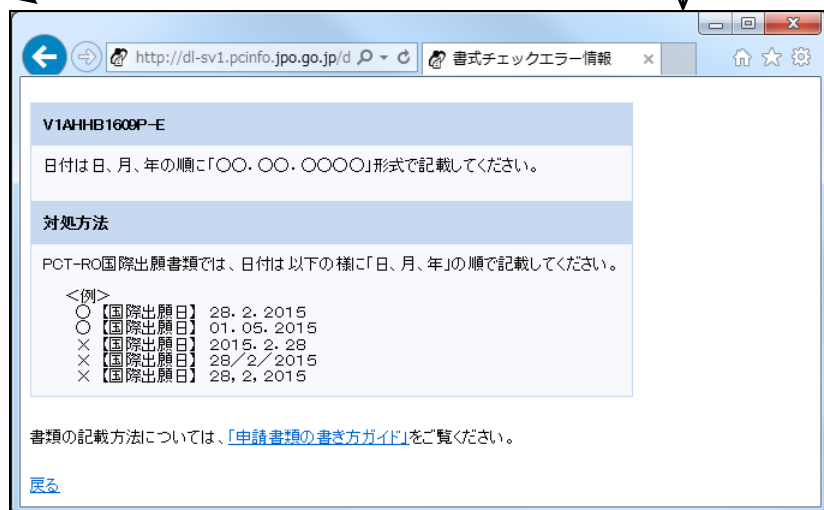 http://dl-sv1.pcinfo.jpo.go.jp/d
書式チェックエラー情報
V1AHHB1609P-E
日付は日、月、年の順に「○○．○○．○○○○」形式で記載してください。
対処方法
PCT-RO国際出願書類では、日付は以下の様に「日、月、年」の順で記載してください。
＜例＞
○【国際出願日】 28．2．2015
○【国際出願日】 01．05．2015
×【国際出願日】 2015．2．28
×【国際出願日】 28／2／2015
×【国際出願日】 28，2，2015
書類の記載方法については、「申請書類の書き方ガイド」をご覧ください。
戻る